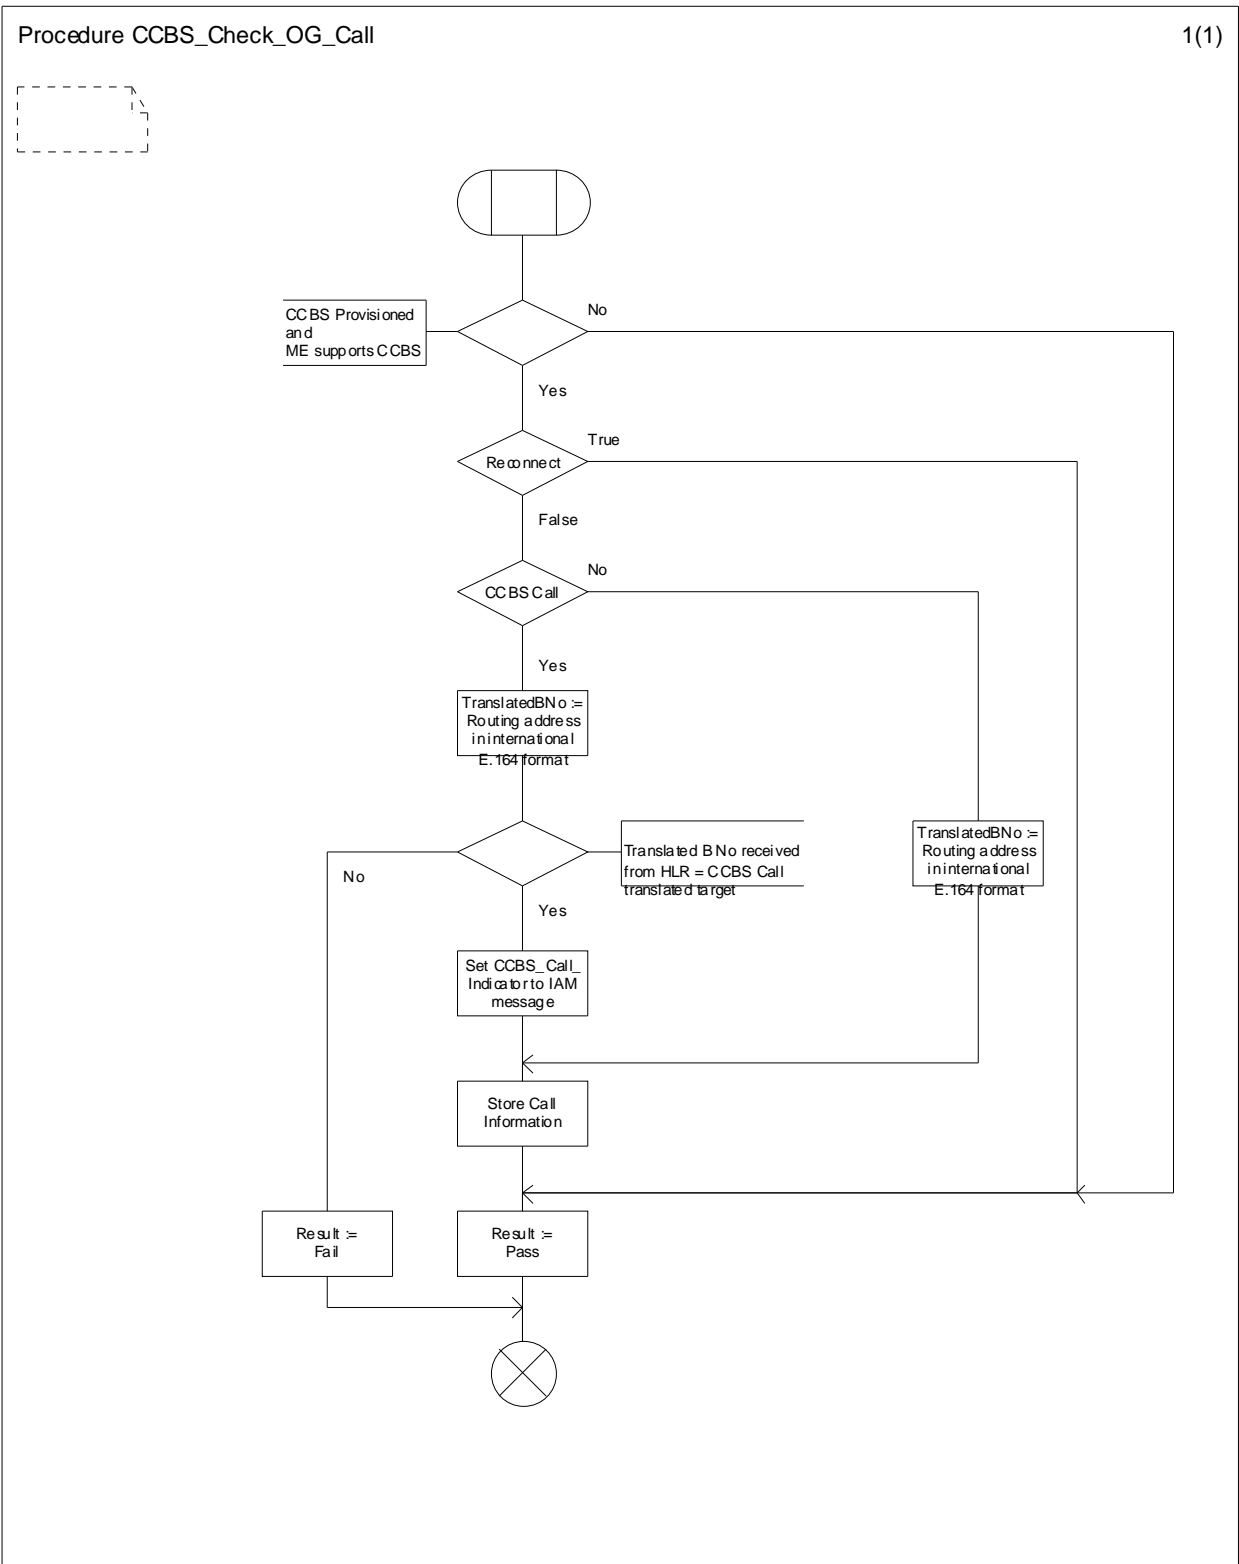 Procedure CCBS_Check_OG_Call
1(1)
CCBS Provisioned
and
ME supports CCBS
No
Yes
Reconnect
True
False
CCBS Call
No
Yes
TranslatedBNo :=
Routing address
in international
E.164 format
Translated BNo received
from HLR = CCBS Call
translated target
TranslatedBNo :=
Routing address
in international
E.164 format
No
Yes
Set CCBS_Call_
Indicator to IAM
message
Store Call
Information
Result :=
Fail
Result :=
Pass